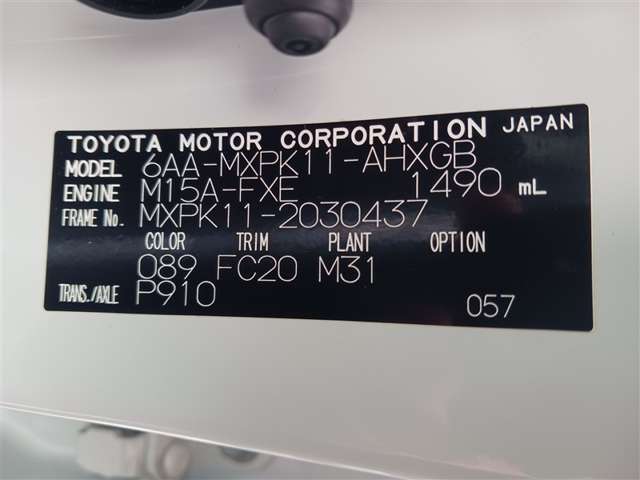 TOYOTA MOTOR CORPORATION JAPAN
MODEL 6AA-MXPK11-AHXGB
ENGINE M15A-FXE 1490 mL
FRAME No. MXPK11-2030437
COLOR TRIM PLANT OPTION
089 FC20 M31
TRANS./AXLE P910
057